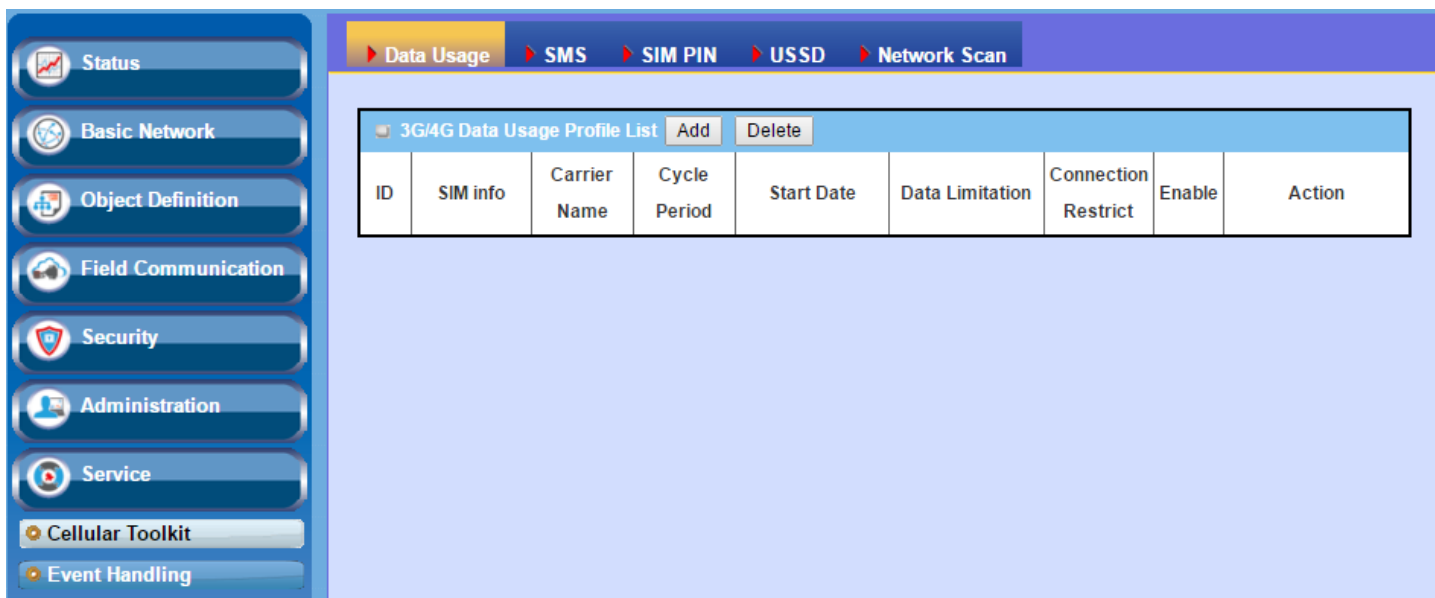 Status
Basic Network
Object Definition
Field Communication
Security
Administration
Service
Cellular Toolkit
Event Handling
Data Usage SMS SIM PIN USSD Network Scan
3G/4G Data Usage Profile List Add Delete
ID SIM info Carrier Name Cycle Period Start Date Data Limitation Connection Restrict Enable Action